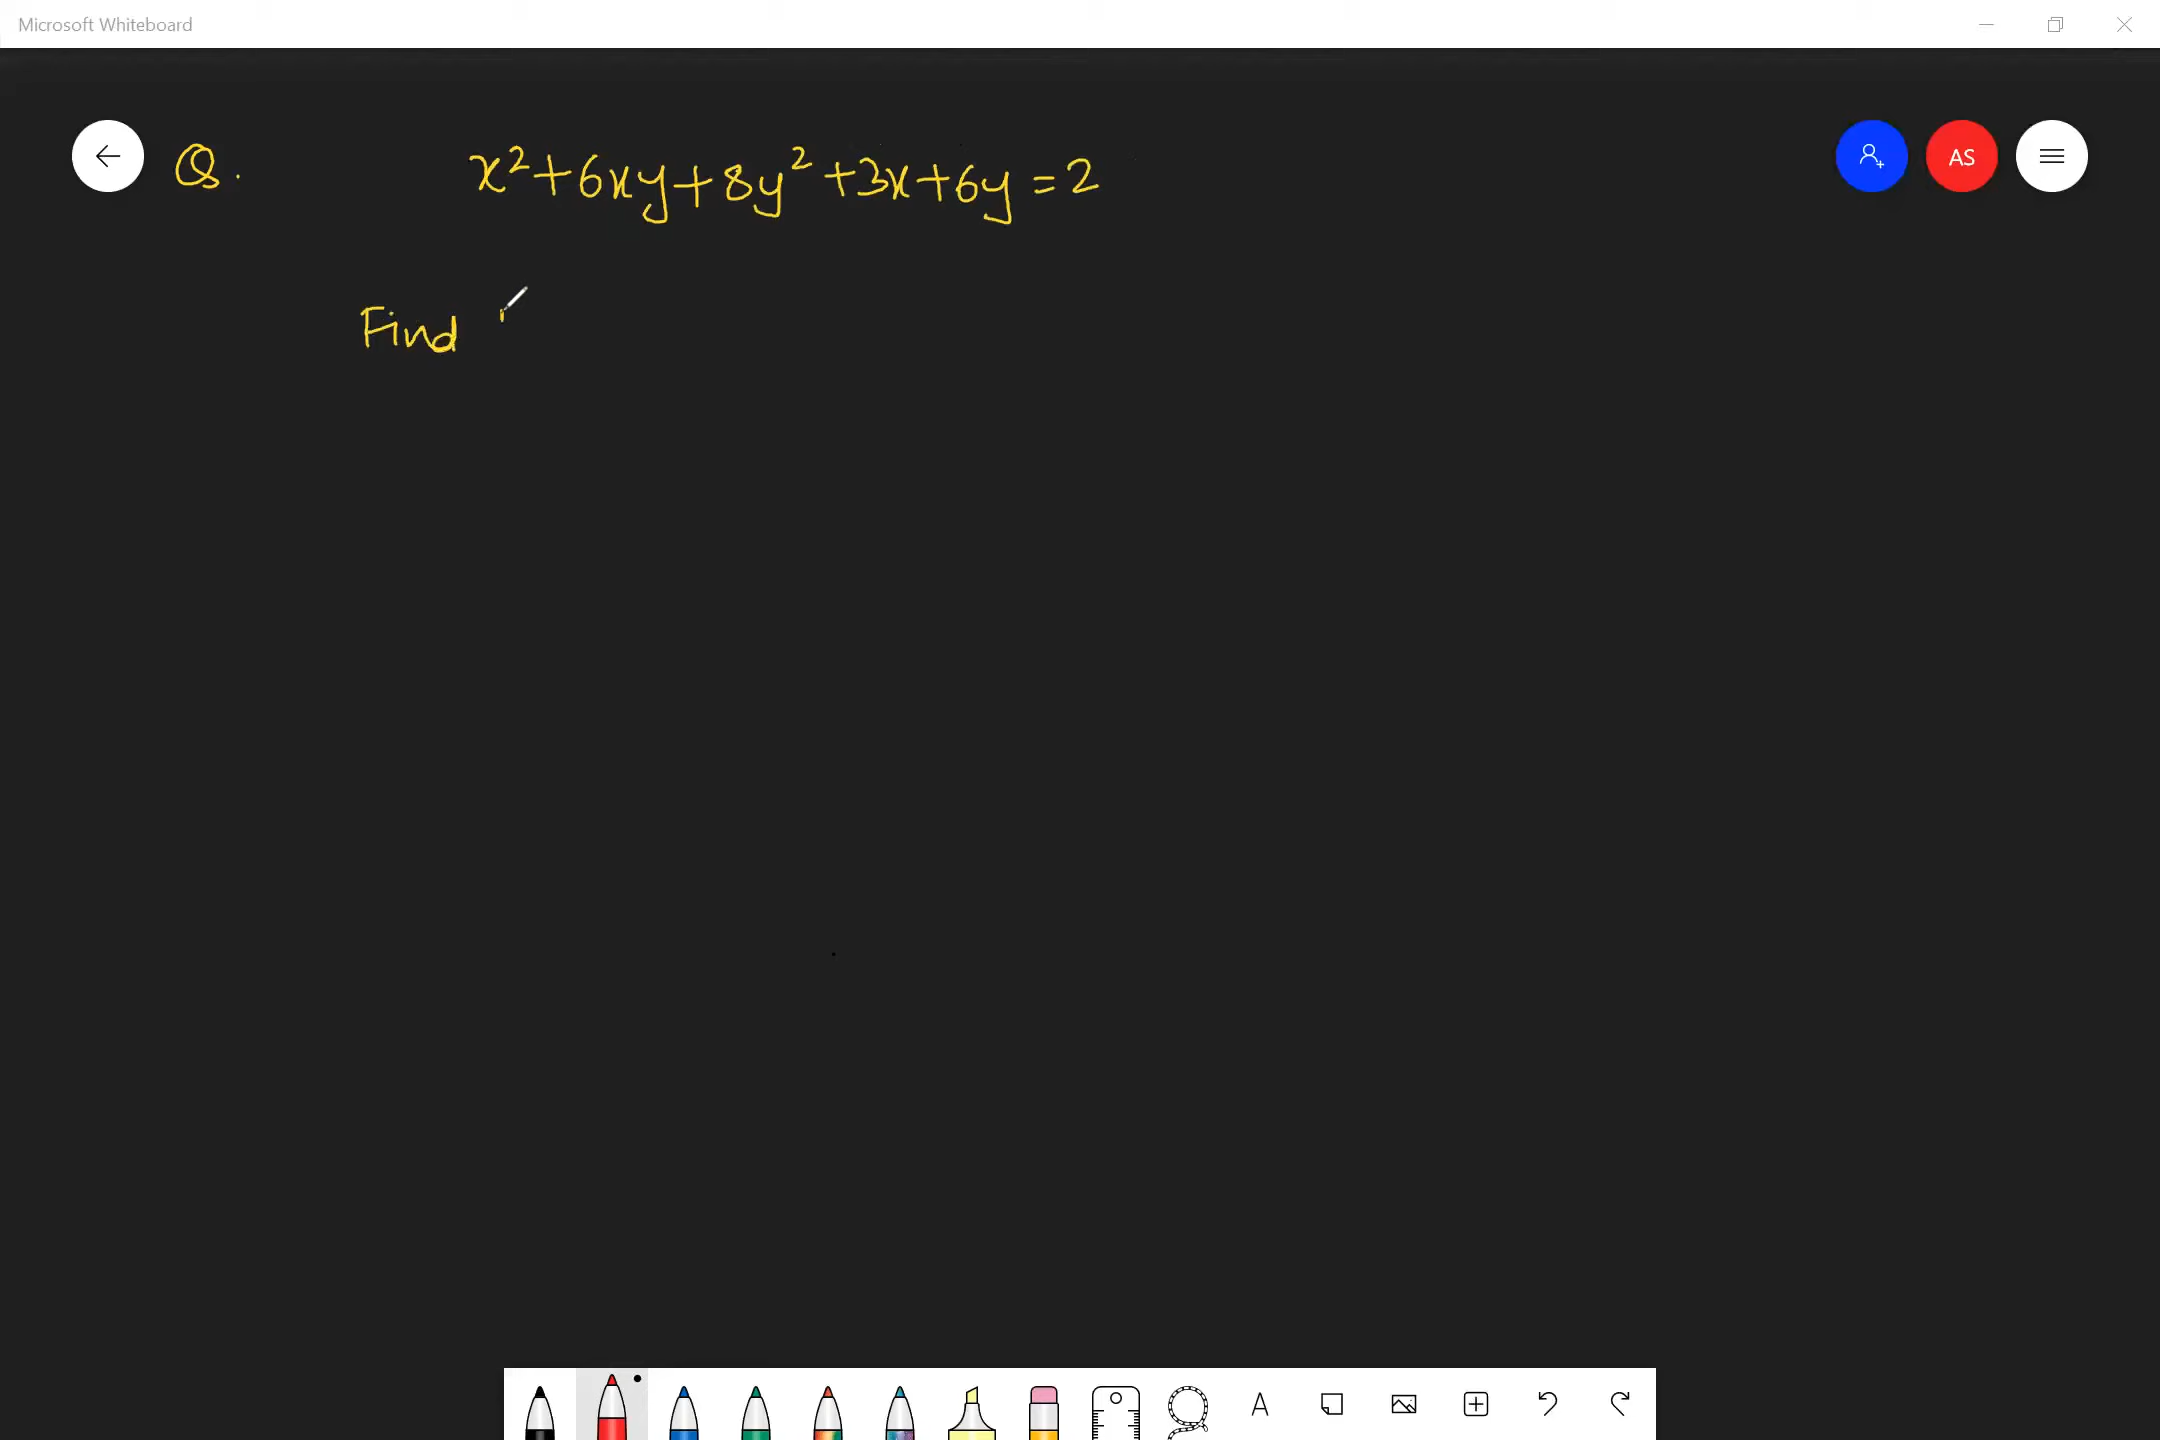 Microsoft Whiteboard
Q. x²+6xy+8y²+3x+6y=2
AS
Find
A